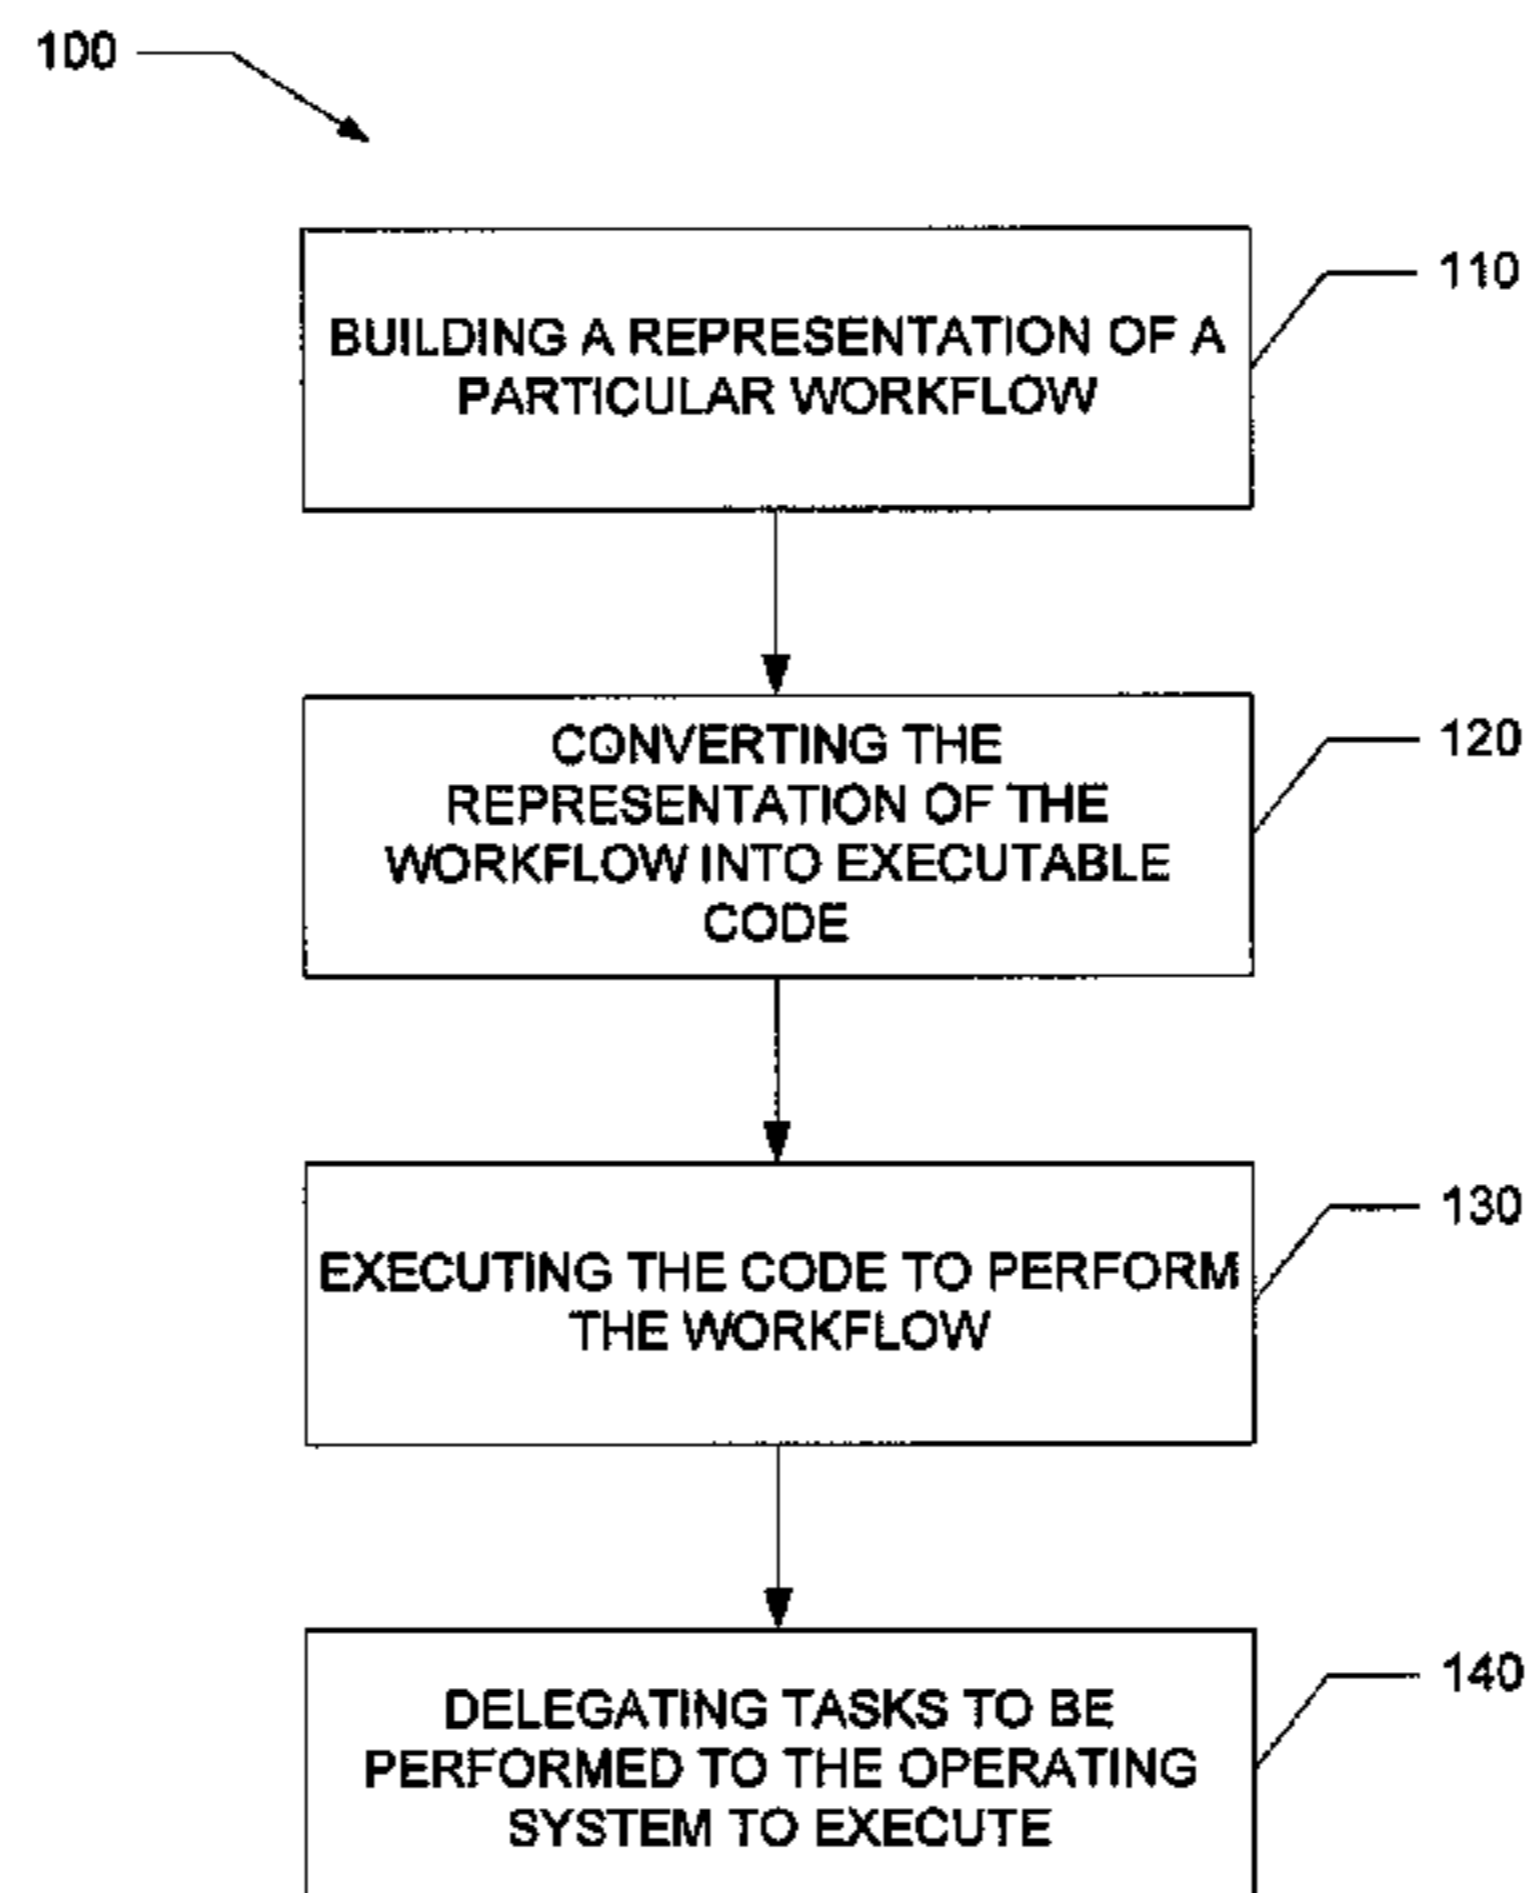 100
BUILDING A REPRESENTATION OF A
PARTICULAR WORKFLOW
110
CONVERTING THE
REPRESENTATION OF THE
WORKFLOW INTO EXECUTABLE
CODE
120
EXECUTING THE CODE TO PERFORM
THE WORKFLOW
130
DELEGATING TASKS TO BE
PERFORMED TO THE OPERATING
SYSTEM TO EXECUTE
140